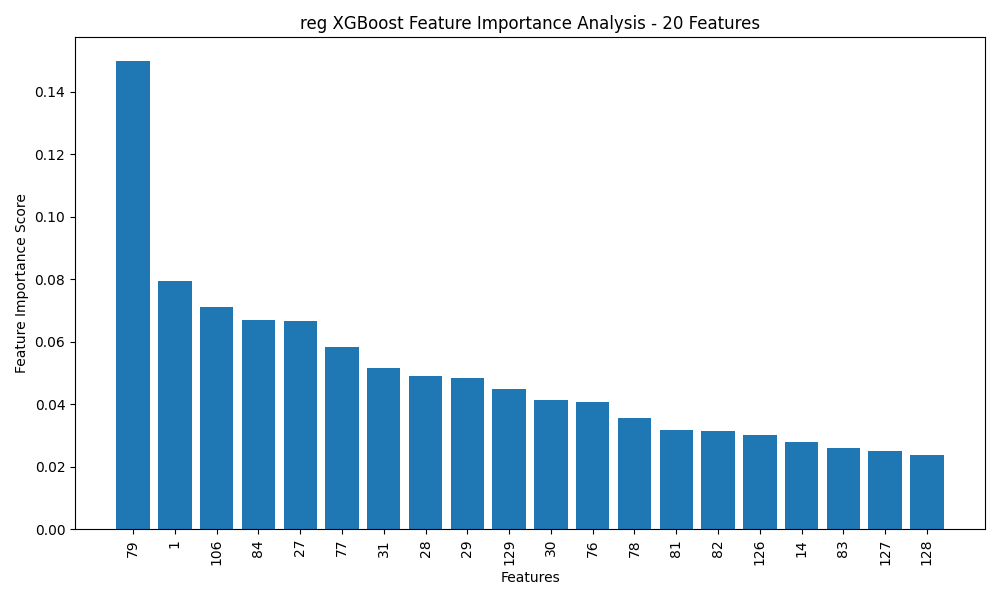 reg XGBoost Feature Importance Analysis - 20 Features
Feature Importance Score
0.14
0.12
0.10
0.08
0.06
0.04
0.02
0.00
79 1 106 84 27 77 31 28 29 129 30 76 78 81 82 126 14 83 127 128
Features